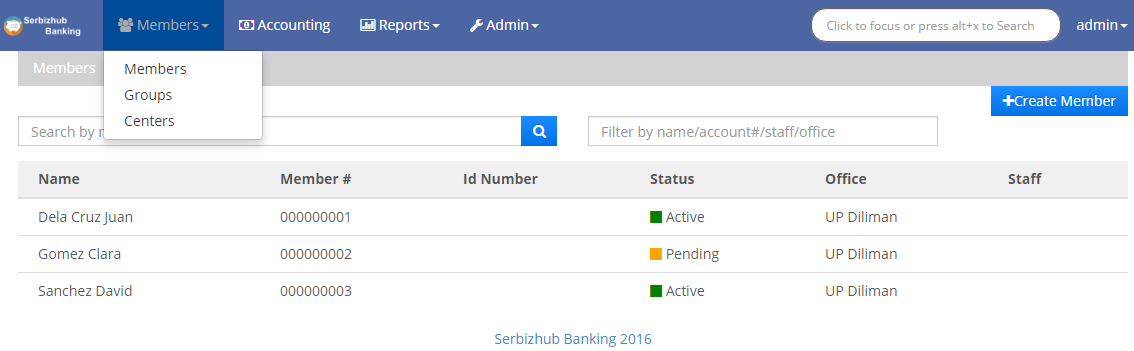 Serbizhub Banking Members Accounting Reports Admin Click to focus or press alt+x to Search admin
Members
Members
Groups
Centers
Create Member
Search by Filter by name/account#/staff/office
Name Member # Id Number Status Office Staff
Dela Cruz Juan 000000001 Active UP Diliman
Gomez Clara 000000002 Pending UP Diliman
Sanchez David 000000003 Active UP Diliman
Serbizhub Banking 2016